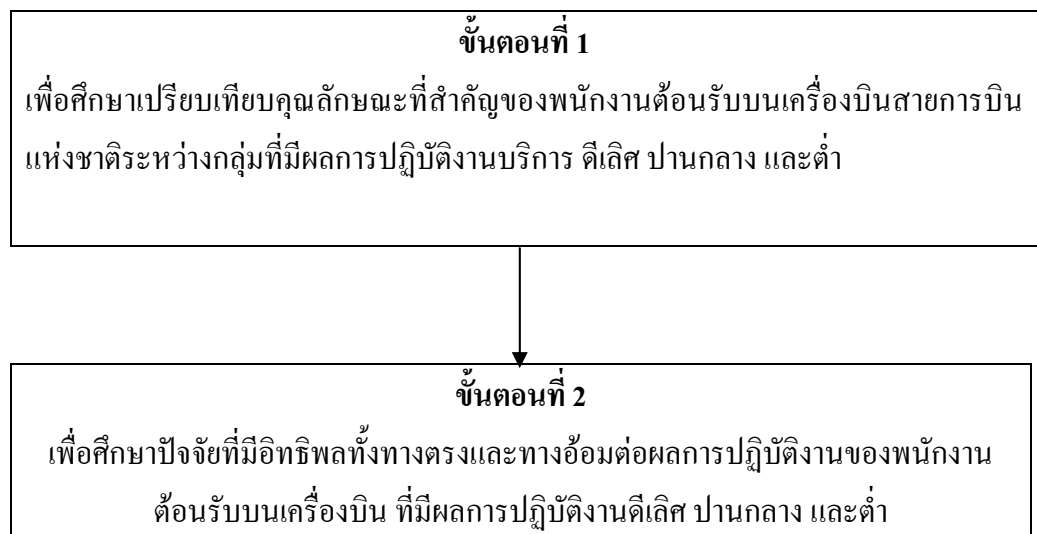 ขั้นตอนที่ 1
เพื่อศึกษาเปรียบเทียบคุณลักษณะที่สำคัญของพนักงานต้อนรับบนเครื่องบินสายการบิน
แห่งชาติระหว่างกลุ่มที่มีผลการปฏิบัติงานบริการ ดีเลิศ ปานกลาง และต่ำ
ขั้นตอนที่ 2
เพื่อศึกษาปัจจัยที่มีอิทธิพลทั้งทางตรงและทางอ้อมต่อผลการปฏิบัติงานของพนักงาน
ต้อนรับบนเครื่องบิน ที่มีผลการปฏิบัติงานดีเลิศ ปานกลาง และต่ำ